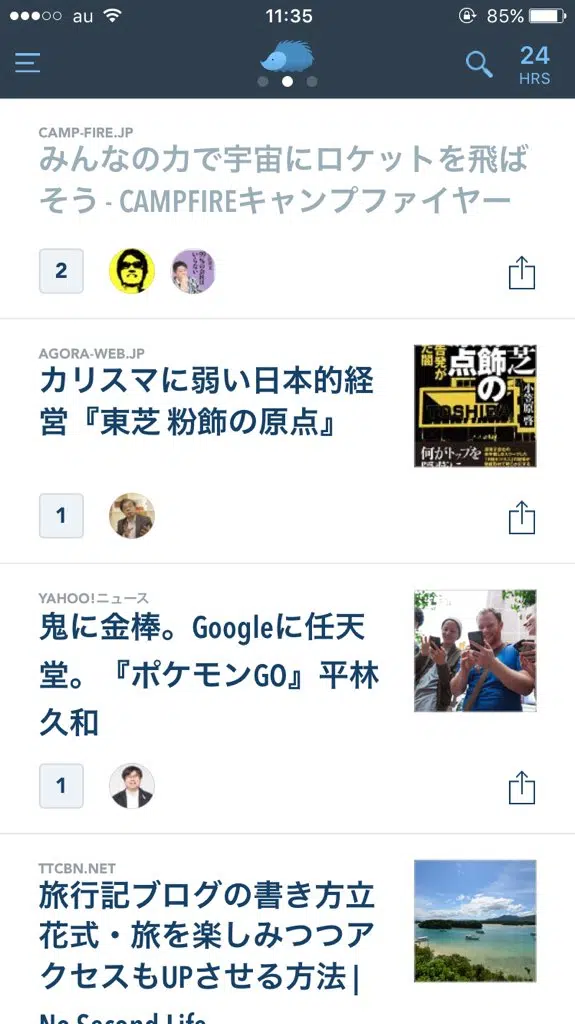 au
11:35
85%
24
HRS
CAMP-FIRE.JP
みんなの力で宇宙にロケットを飛ば
そう - CAMPFIREキャンプファイヤー
2
AGORA-WEB.JP
カリスマに弱い日本的経
営『東芝 粉飾の原点』
芝
飾の
原点
小笠原 啓
TOSHIBA
何がトップを
1
YAHOO!ニュース
鬼に金棒。Googleに任天
堂。『ポケモンGO』平林
久和
1
TTCBN.NET
旅行記ブログの書き方立
花式・旅を楽しみつつア
クセスもUPさせる方法 |
No Second Life